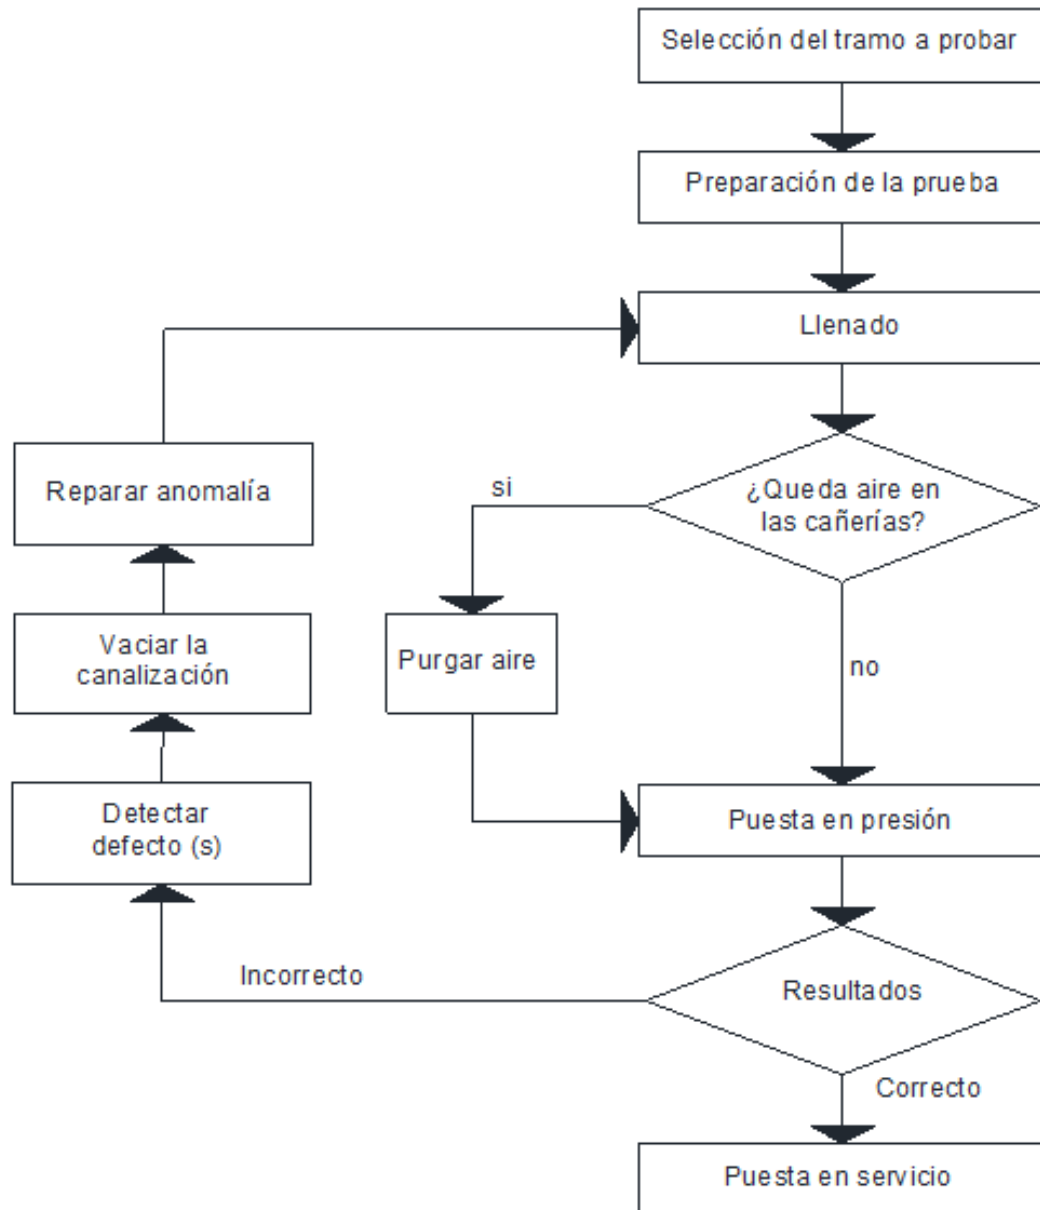 Selección del tramo a probar
Preparación de la prueba
Llenado
¿Queda aire en
las cañerías?
si
no
Purgar aire
Puesta en presión
Resultados
Incorrecto
Correcto
Detectar
defecto (s)
Vaciar la
canalización
Reparar anomalía
Puesta en servicio